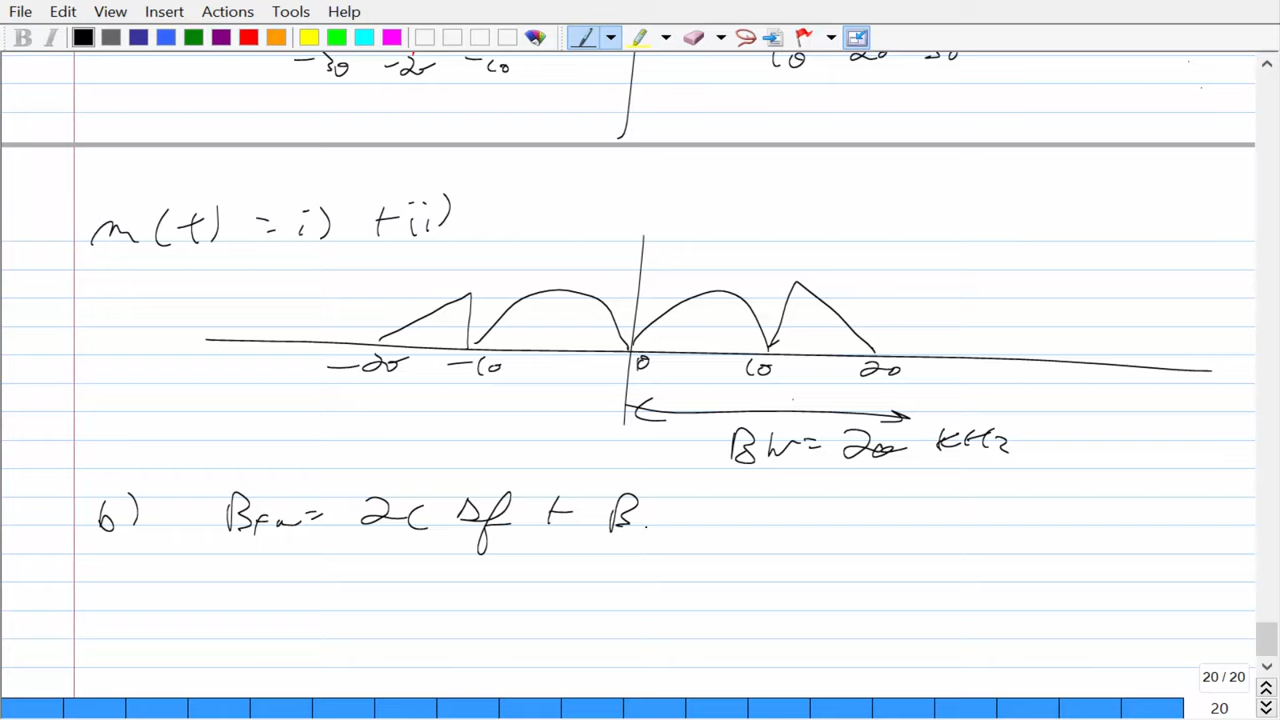 File Edit View Insert Actions Tools Help
B I
-30 -20 -10 10 20 30
m(t) = i) + ii)
-20 -10 0 10 20
BW= 20 KHz
b) BFM= 2( Δf + B.
20 / 20
20